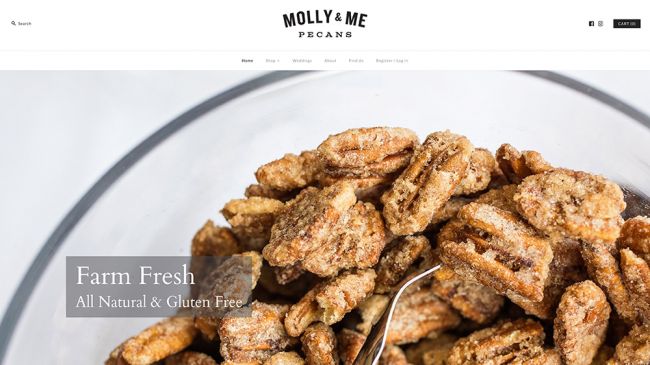 Search
MOLLY & ME
PECANS
CART (0)
Home
Shop +
Weddings
About
Find Us
Register / Log in
Farm Fresh
All Natural & Gluten Free